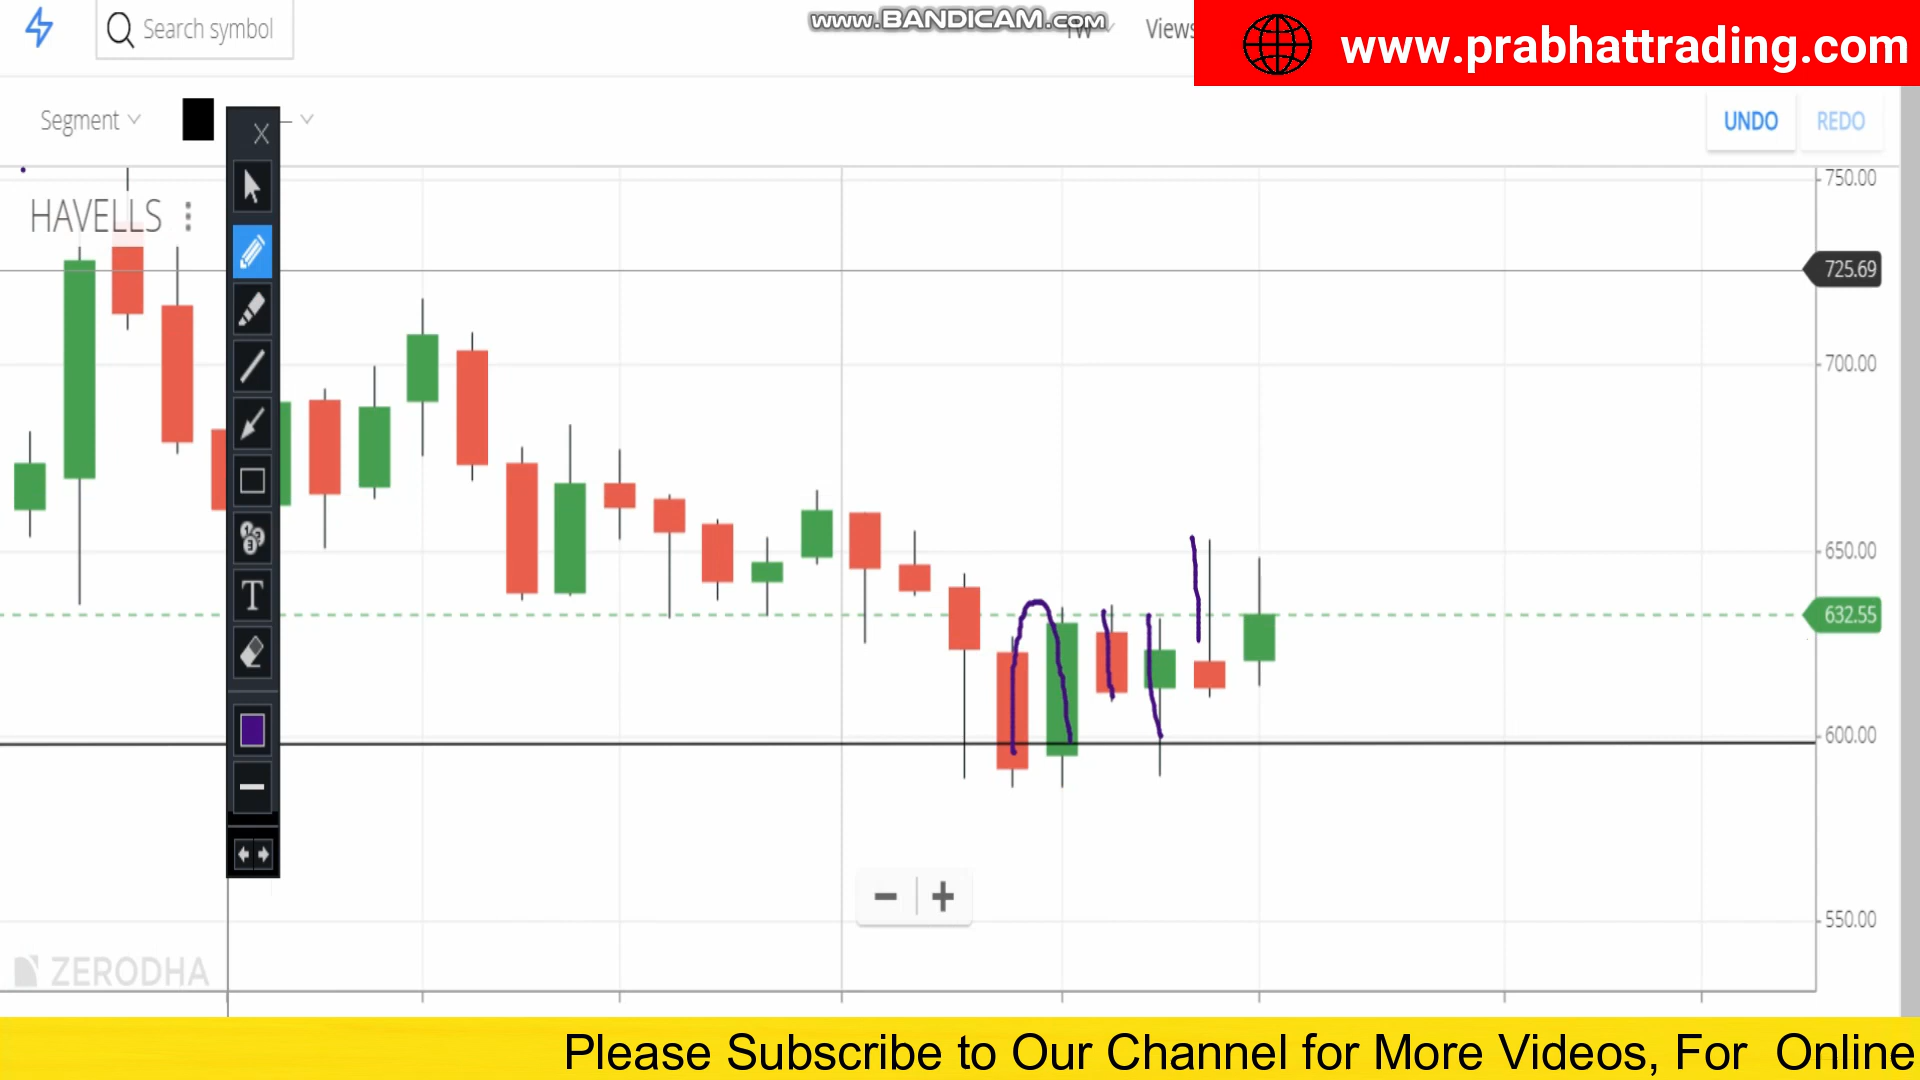 Search symbol
www.BANDICAM.com
1W
Views
www.prabhattrading.com
Segment
UNDO
REDO
HAVELLS
750.00
725.69
700.00
650.00
632.55
600.00
550.00
T
ZERODHA
Please Subscribe to Our Channel for More Videos, For Online